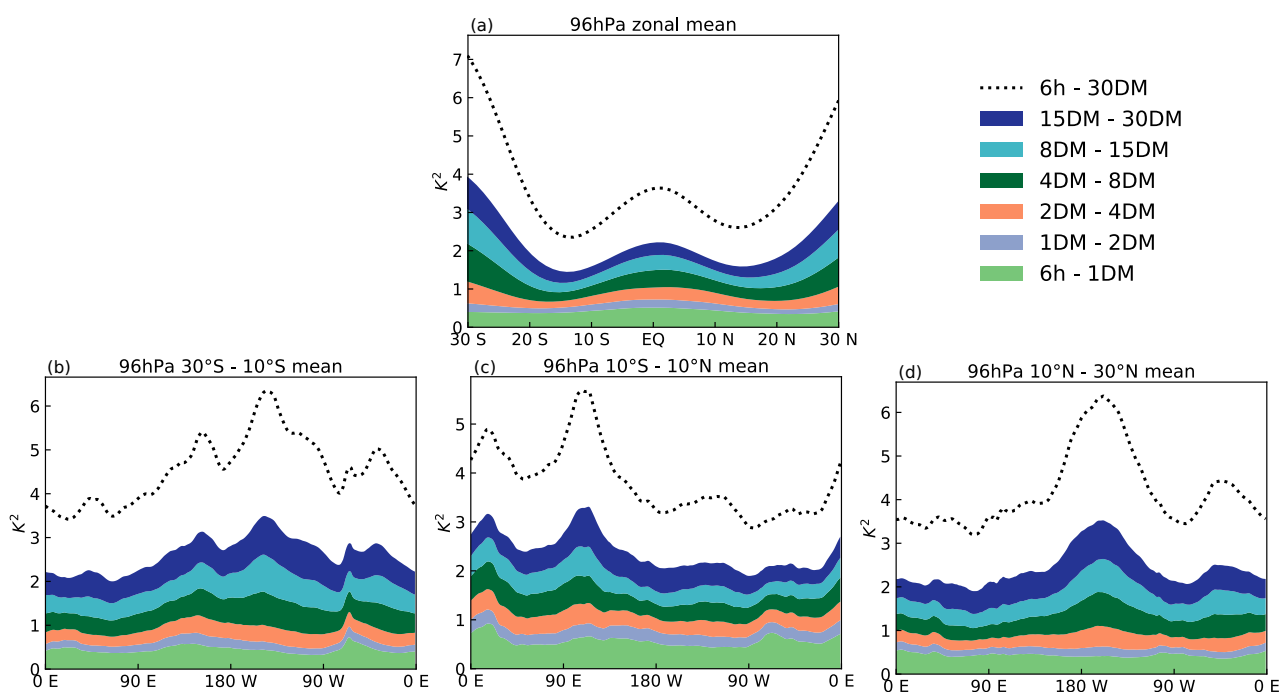 (a) 96hPa zonal mean
7
6
5
4
3
2
1
0
K²
30 S 20 S 10 S EQ 10 N 20 N 30 N
6h - 30DM
15DM - 30DM
8DM - 15DM
4DM - 8DM
2DM - 4DM
1DM - 2DM
6h - 1DM
(b) 96hPa 30°S - 10°S mean
6
5
4
3
2
1
0
K²
0 E 90 E 180 W 90 W 0 E
(c) 96hPa 10°S - 10°N mean
5
4
3
2
1
0
0 E 90 E 180 W 90 W 0 E
(d) 96hPa 10°N - 30°N mean
6
5
4
3
2
1
0
K²
0 E 90 E 180 W 90 W 0 E